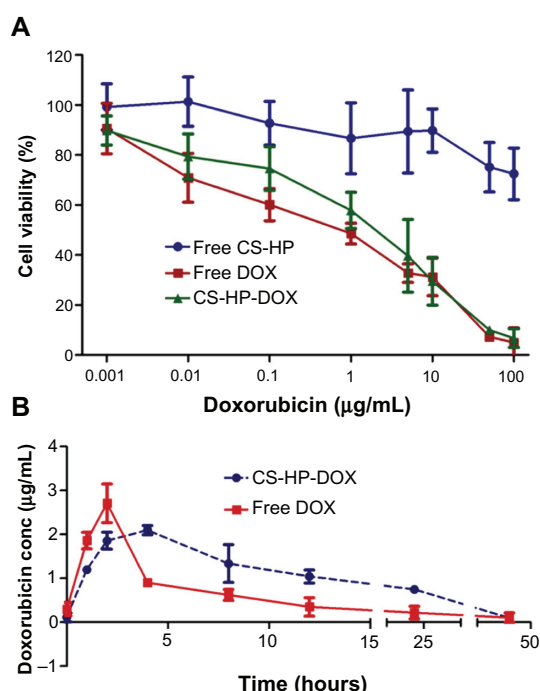 A
Cell viability (%)
120
100
80
60
40
20
0
Free CS-HP
Free DOX
CS-HP-DOX
0.001 0.01 0.1 1 10 100
Doxorubicin (µg/mL)
B
Doxorubicin conc (µg/mL)
4
3
2
1
0
–1
CS-HP-DOX
Free DOX
5 10 15 25 50
Time (hours)